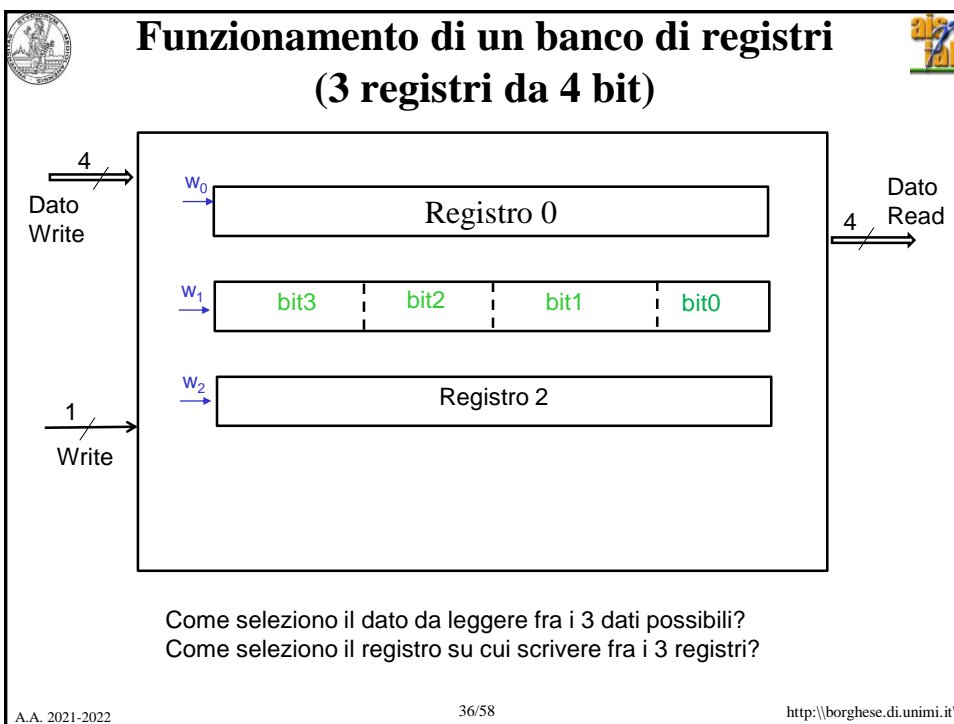 Funzionamento di un banco di registri
(3 registri da 4 bit)
4
Dato
Write
w0
Registro 0
Dato
Read
4
w1
bit3
bit2
bit1
bit0
w2
Registro 2
1
Write
Come seleziono il dato da leggere fra i 3 dati possibili?
Come seleziono il registro su cui scrivere fra i 3 registri?
A.A. 2021-2022
36/58
http:\\borghese.di.unimi.it\